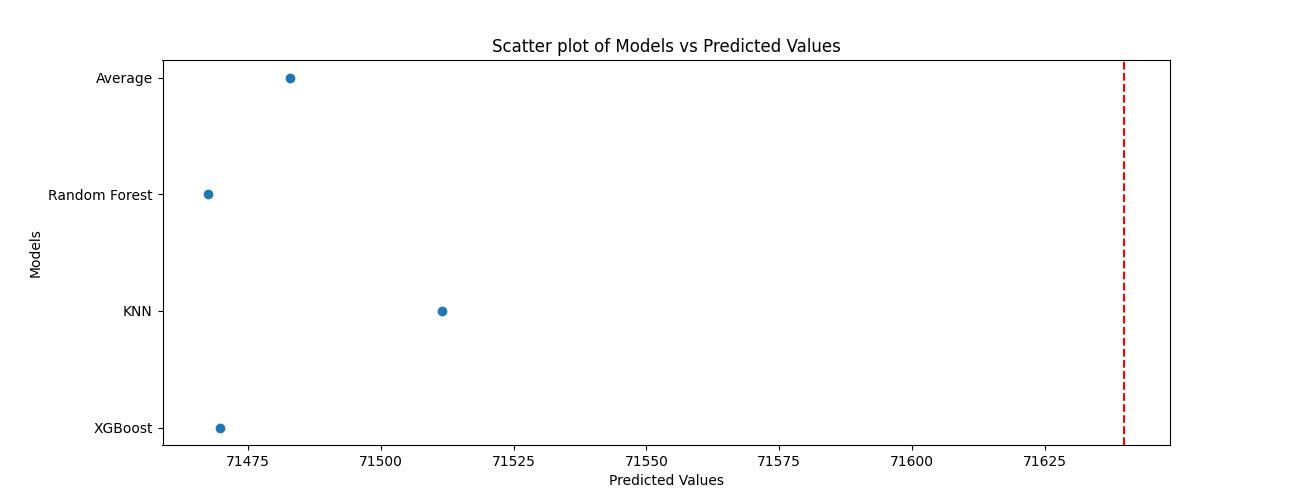 Scatter plot of Models vs Predicted Values
Average
Random Forest
KNN
XGBoost
Models
71475 71500 71525 71550 71575 71600 71625
Predicted Values